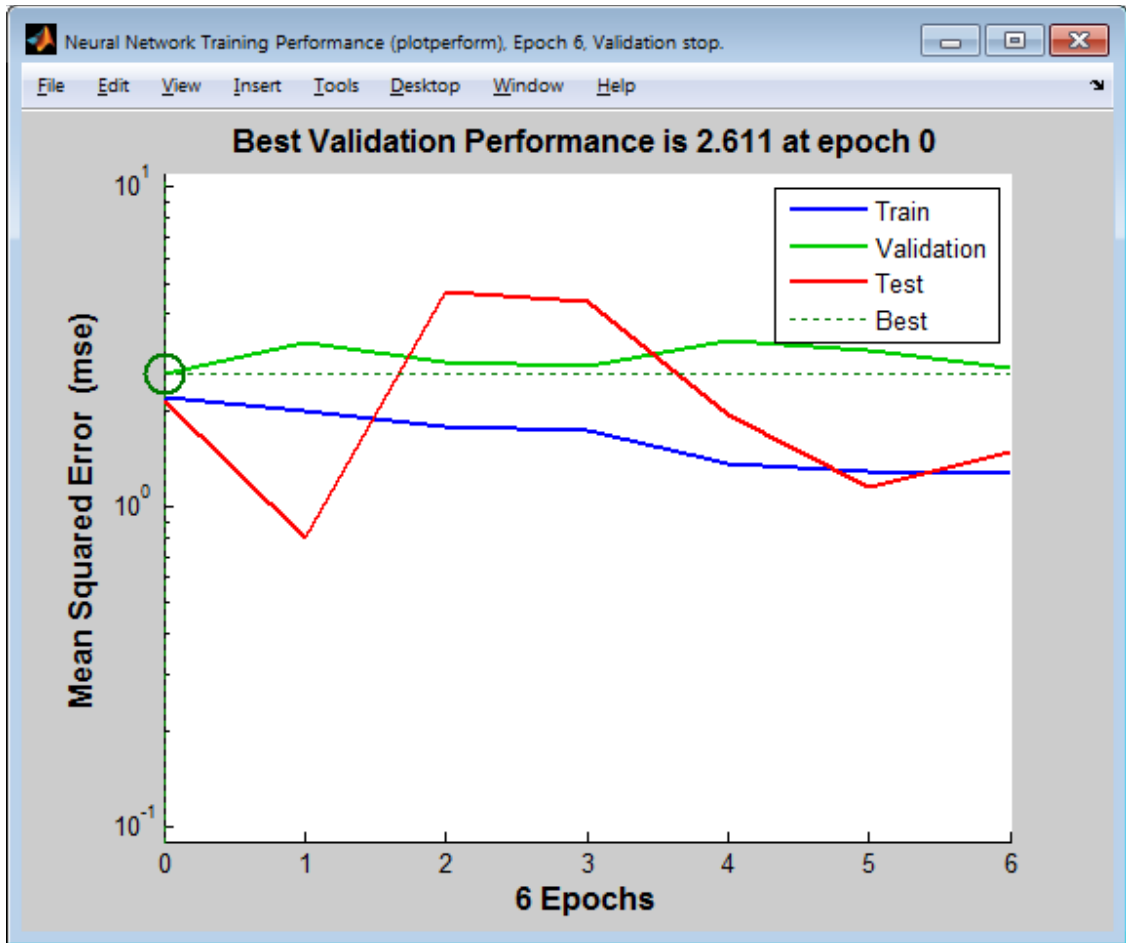 Neural Network Training Performance (plotperform), Epoch 6, Validation stop.
File Edit View Insert Tools Desktop Window Help
Best Validation Performance is 2.611 at epoch 0
10^1
10^0
10^-1
Mean Squared Error (mse)
Train
Validation
Test
Best
0 1 2 3 4 5 6
6 Epochs